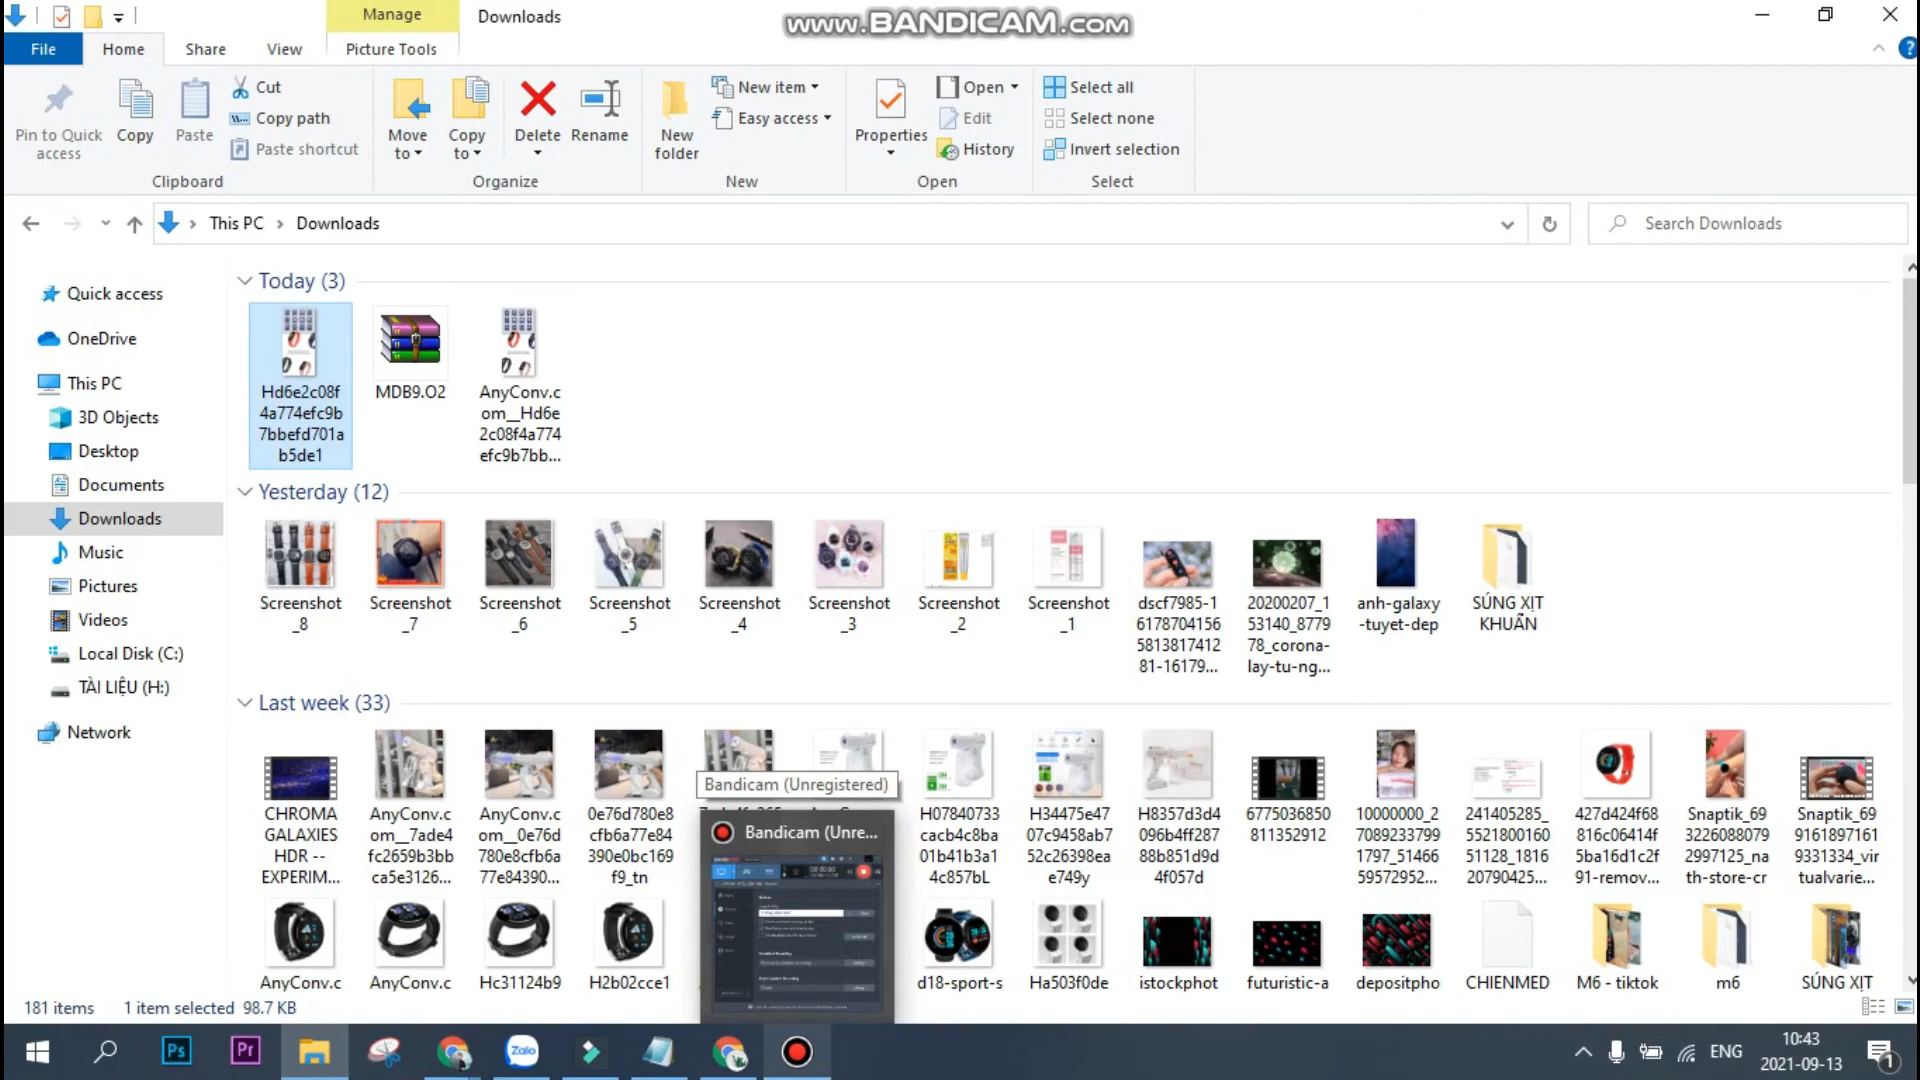 Manage
Downloads
www.BANDICAM.com
File
Home
Share
View
Picture Tools
Pin to Quick
access
Copy
Paste
Cut
Copy path
Paste shortcut
Clipboard
Move
to
Copy
to
Delete
Rename
Organize
New
folder
New item
Easy access
New
Properties
Open
Edit
History
Open
Select all
Select none
Invert selection
Select
This PC
Downloads
Search Downloads
Quick access
OneDrive
This PC
3D Objects
Desktop
Documents
Downloads
Music
Pictures
Videos
Local Disk (C:)
TÀI LIỆU (H:)
Network
Today (3)
Hd6e2c08f
4a774efc9b
7bbefd701a
b5de1
MDB9.O2
AnyConv.c
om__Hd6e
2c08f4a774
efc9b7bb...
Yesterday (12)
Screenshot
_8
Screenshot
_7
Screenshot
_6
Screenshot
_5
Screenshot
_4
Screenshot
_3
Screenshot
_2
Screenshot
_1
dscf7985-1
6178704156
5813817412
81-16179...
20200207_1
53140_8779
78_corona-
lay-tu-ng...
anh-galaxy
-tuyet-dep
SÚNG XỊT
KHUẨN
Last week (33)
CHROMA
GALAXIES
HDR --
EXPERIM...
AnyConv.c
om__7ade4
fc2659b3bb
ca5e3126...
AnyConv.c
om__0e76d
780e8cfb6a
77e84390...
0e76d780e8
cfb6a77e84
390e0bc169
f9_tn
H07840733
cacb4c8ba
01b41b3a1
4c857bL
H34475e47
07c9458ab7
52c26398ea
e749y
H8357d3d4
096b4ff287
88b851d9d
4f057d
6775036850
811352912
10000000_2
7089233799
1797_51466
59572952...
241405285_
5521800160
51128_1816
20790425...
427d424f68
816c06414f
5ba16d1c2f
91-remov...
Snaptik_69
3226088079
2997125_na
th-store-cr
Snaptik_69
9161897161
9331334_vir
tualvarie...
Bandicam (Unregistered)
Bandicam (Unre...
AnyConv.c
AnyConv.c
Hc31124b9
H2b02cce1
d18-sport-s
Ha503f0de
istockphot
futuristic-a
depositpho
CHIENMED
M6 - tiktok
m6
SÚNG XỊT
181 items
1 item selected 98.7 KB
Ps
Pr
Zalo
ENG
10:43
2021-09-13
1